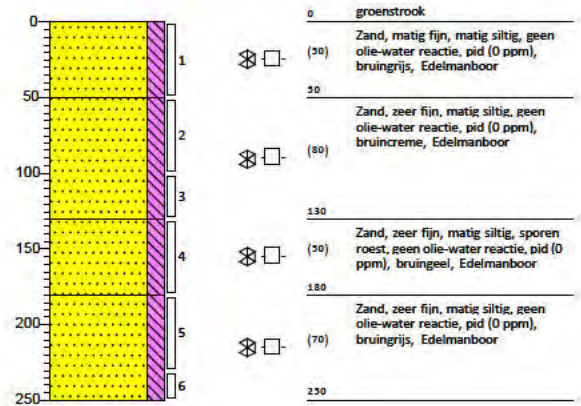 0
50
100
150
200
250
1
2
3
4
5
6
0 groenstrook
(50) Zand, matig fijn, matig siltig, geen
olie-water reactie, pid (0 ppm),
bruingrijs, Edelmanboor
50
(80) Zand, zeer fijn, matig siltig, geen
olie-water reactie, pid (0 ppm),
bruincreme, Edelmanboor
130
(50) Zand, zeer fijn, matig siltig, sporen
roest, geen olie-water reactie, pid (0
ppm), bruingeel, Edelmanboor
180
(70) Zand, zeer fijn, matig siltig, geen
olie-water reactie, pid (0 ppm),
bruingrijs, Edelmanboor
250